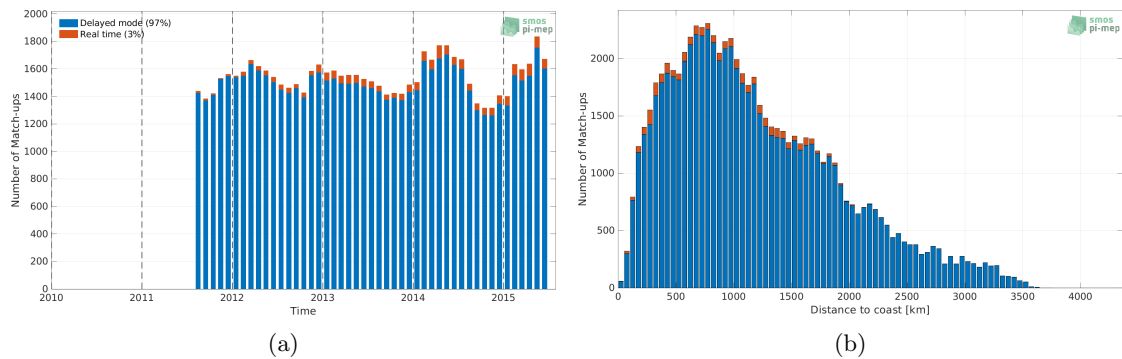 Number of Match-ups
2000
1800
1600
1400
1200
1000
800
600
400
200
0
Delayed mode (97%)
Real time (3%)
smos
pi-mep
2010
2011
2012
2013
2014
2015
Time
(a)
Number of Match-ups
2000
1500
1000
500
0
smos
pi-mep
0
500
1000
1500
2000
2500
3000
3500
4000
Distance to coast [km]
(b)